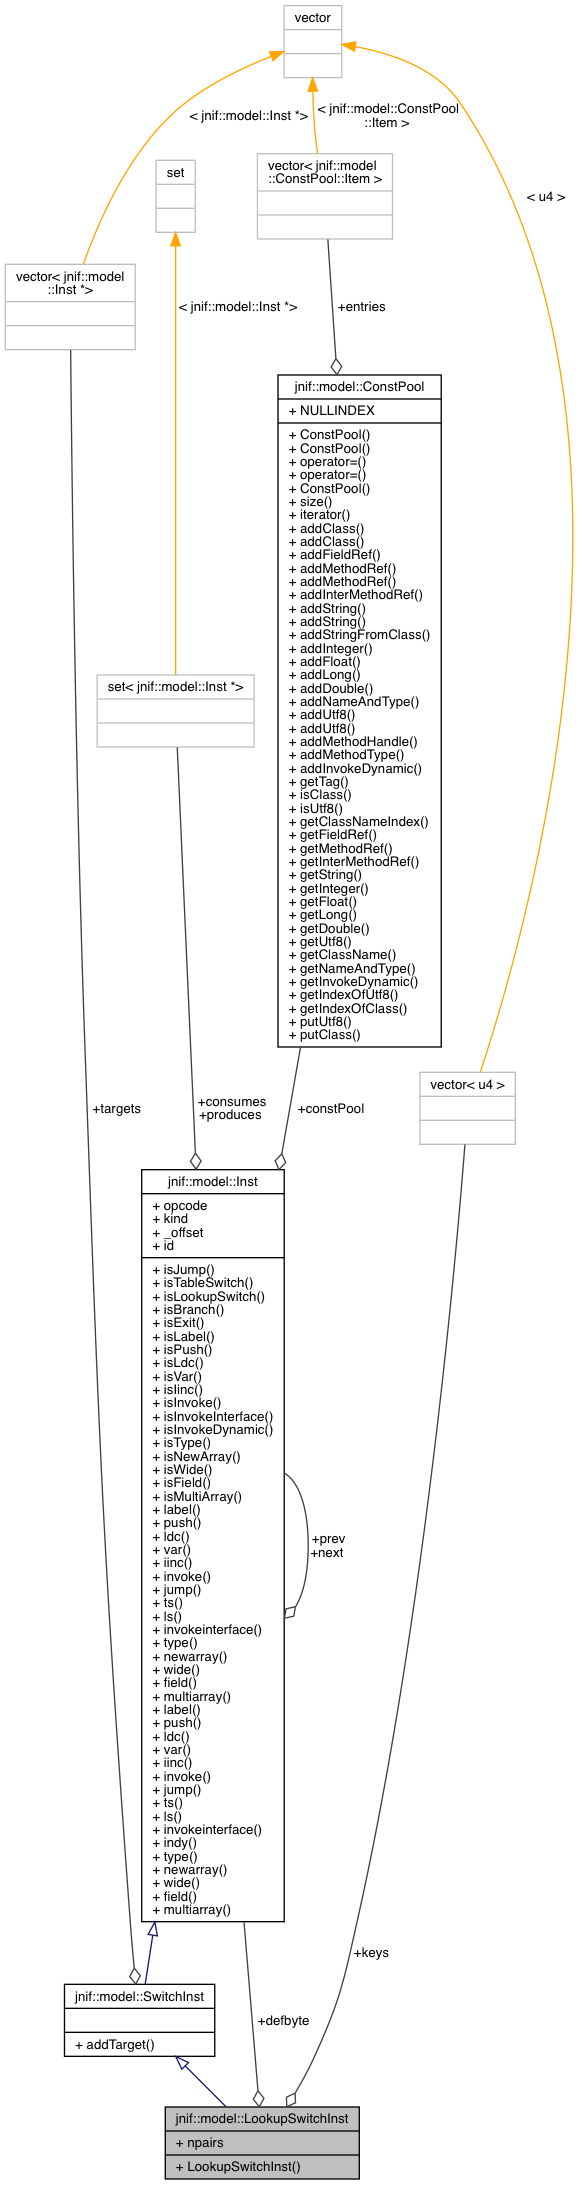 vector
< jnif::model::Inst *>
< jnif::model::ConstPool
::Item >
vector< jnif::model
::ConstPool::Item >
set
< u4 >
vector< jnif::model
::Inst *>
< jnif::model::Inst *>
+entries
jnif::model::ConstPool
+ NULLINDEX
+ ConstPool()
+ ConstPool()
+ operator=()
+ operator=()
+ ConstPool()
+ size()
+ iterator()
+ addClass()
+ addClass()
+ addFieldRef()
+ addMethodRef()
+ addMethodRef()
+ addInterMethodRef()
+ addString()
+ addString()
+ addStringFromClass()
+ addInteger()
+ addFloat()
+ addLong()
+ addDouble()
+ addNameAndType()
+ addUtf8()
+ addUtf8()
+ addMethodHandle()
+ addMethodType()
+ addInvokeDynamic()
+ getTag()
+ isClass()
+ isUtf8()
+ getClassNameIndex()
+ getFieldRef()
+ getMethodRef()
+ getInterMethodRef()
+ getString()
+ getInteger()
+ getFloat()
+ getLong()
+ getDouble()
+ getUtf8()
+ getClassName()
+ getNameAndType()
+ getInvokeDynamic()
+ getIndexOfUtf8()
+ getIndexOfClass()
+ putUtf8()
+ putClass()
set< jnif::model::Inst *>
vector< u4 >
+targets
+consumes
+produces
+constPool
jnif::model::Inst
+ opcode
+ kind
+ _offset
+ id
+ isJump()
+ isTableSwitch()
+ isLookupSwitch()
+ isBranch()
+ isExit()
+ isLabel()
+ isPush()
+ isLdc()
+ isVar()
+ isIinc()
+ isInvoke()
+ isInvokeInterface()
+ isInvokeDynamic()
+ isType()
+ isNewArray()
+ isWide()
+ isField()
+ isMultiArray()
+ label()
+ push()
+ ldc()
+ var()
+ iinc()
+ invoke()
+ jump()
+ ts()
+ ls()
+ invokeinterface()
+ type()
+ newarray()
+ wide()
+ field()
+ multiarray()
+ label()
+ push()
+ ldc()
+ var()
+ iinc()
+ invoke()
+ jump()
+ ts()
+ ls()
+ invokeinterface()
+ indy()
+ type()
+ newarray()
+ wide()
+ field()
+ multiarray()
+prev
+next
+keys
jnif::model::SwitchInst
+ addTarget()
+defbyte
jnif::model::LookupSwitchInst
+ npairs
+ LookupSwitchInst()